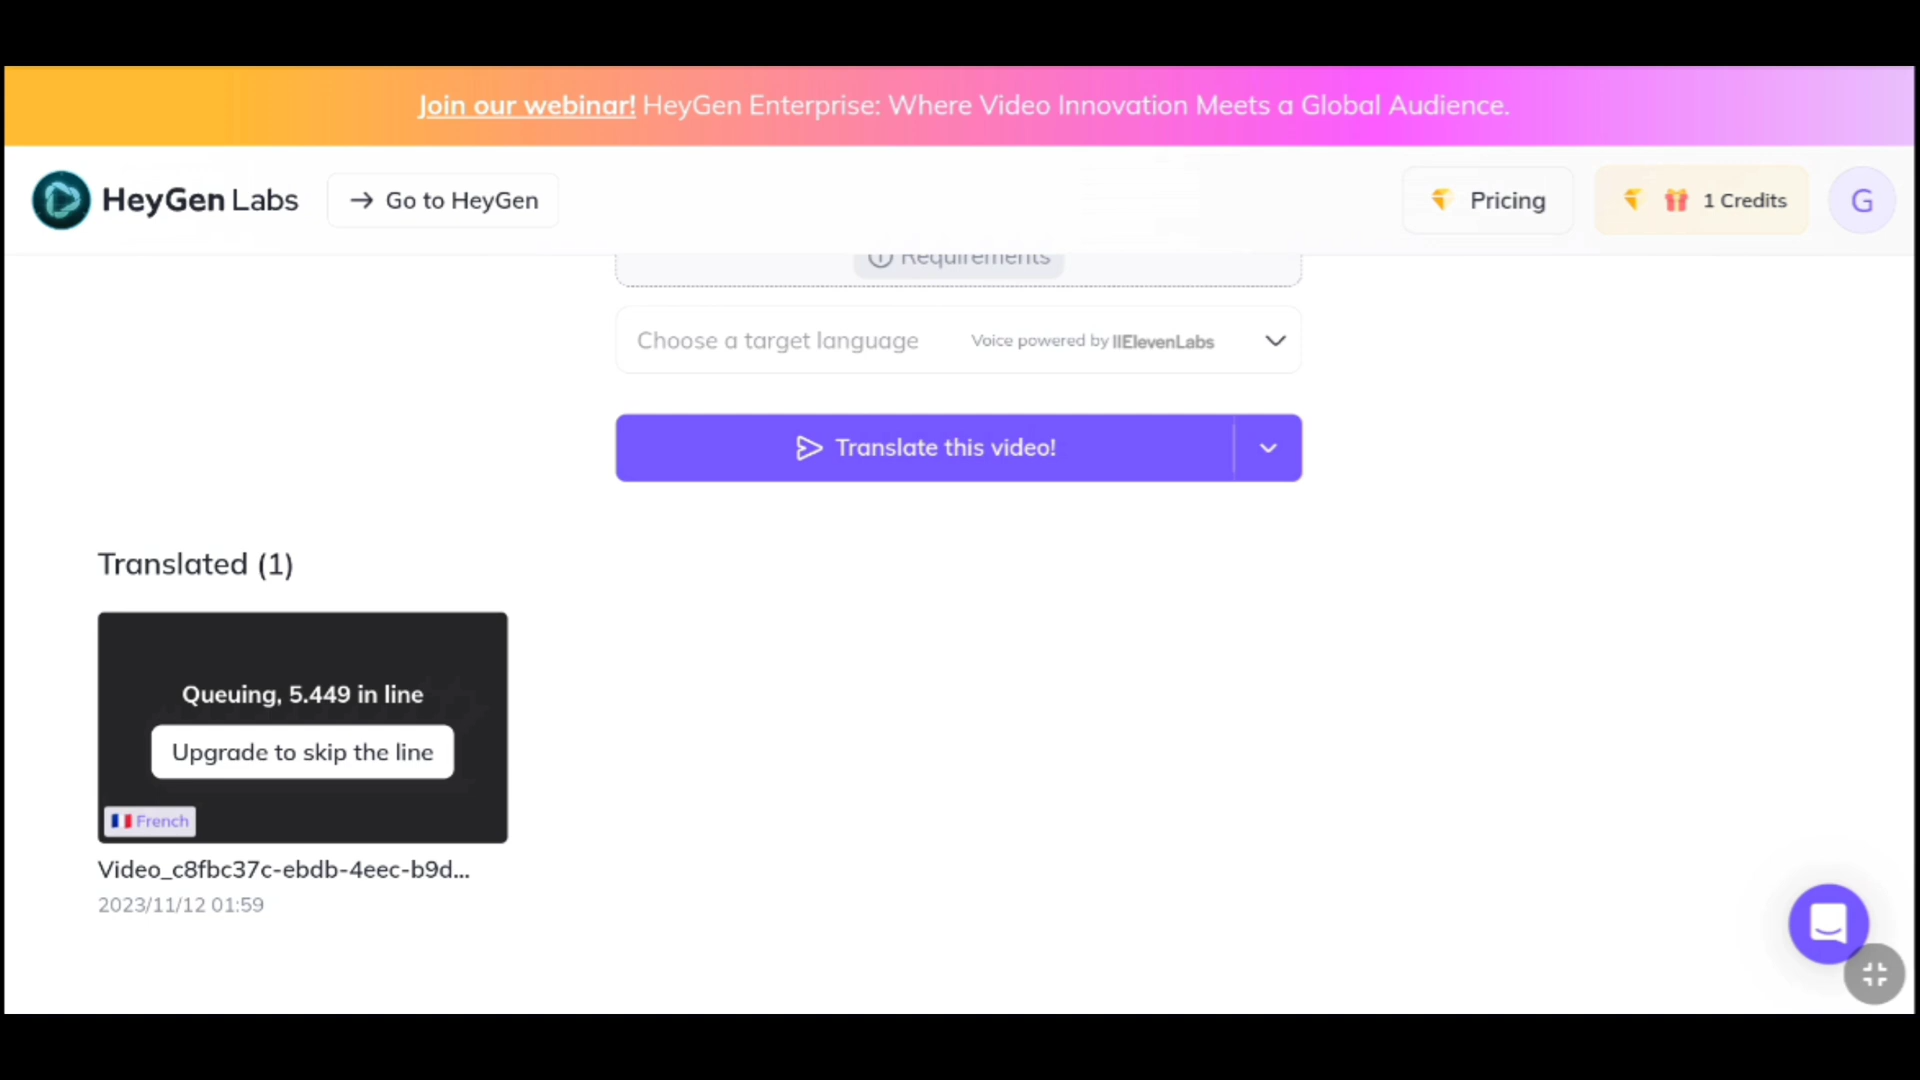 Join our webinar! HeyGen Enterprise: Where Video Innovation Meets a Global Audience.
HeyGen Labs
→ Go to HeyGen
Pricing
1 Credits
G
Requirements
Choose a target language
Voice powered by IIElevenLabs
Translate this video!
Translated (1)
Queuing, 5.449 in line
Upgrade to skip the line
French
Video_c8fbc37c-ebdb-4eec-b9d...
2023/11/12 01:59